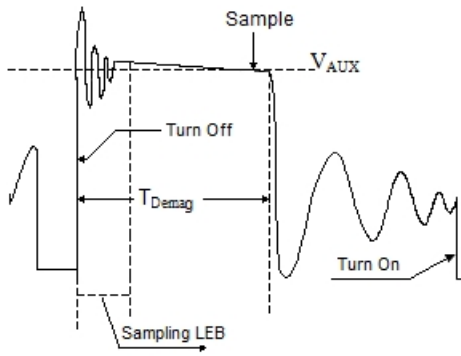 Sample
VAUX
Turn Off
TDemag
Turn On
Sampling LEB